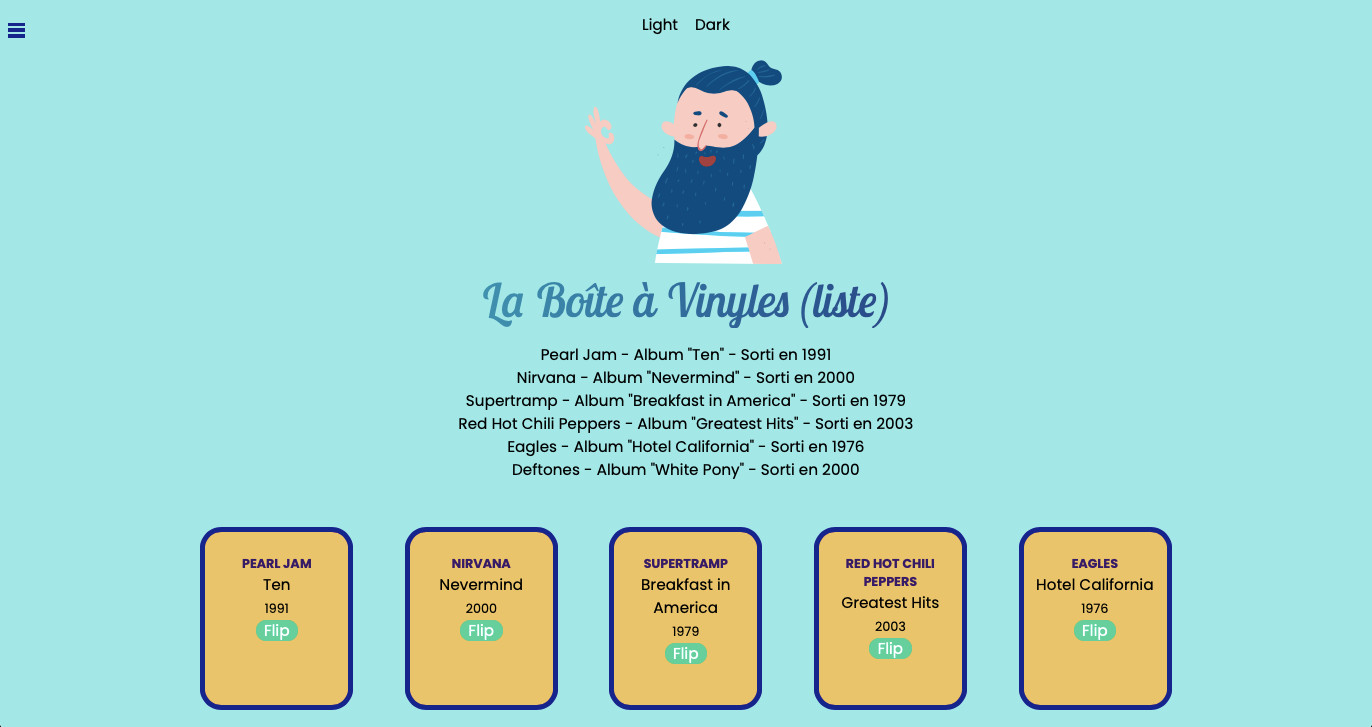 Light Dark
La Boîte à Vinyles (liste)
Pearl Jam - Album "Ten" - Sorti en 1991
Nirvana - Album "Nevermind" - Sorti en 2000
Supertramp - Album "Breakfast in America" - Sorti en 1979
Red Hot Chili Peppers - Album "Greatest Hits" - Sorti en 2003
Eagles - Album "Hotel California" - Sorti en 1976
Deftones - Album "White Pony" - Sorti en 2000
PEARL JAM
Ten
1991
Flip
NIRVANA
Nevermind
2000
Flip
SUPERTRAMP
Breakfast in
America
1979
Flip
RED HOT CHILI
PEPPERS
Greatest Hits
2003
Flip
EAGLES
Hotel California
1976
Flip